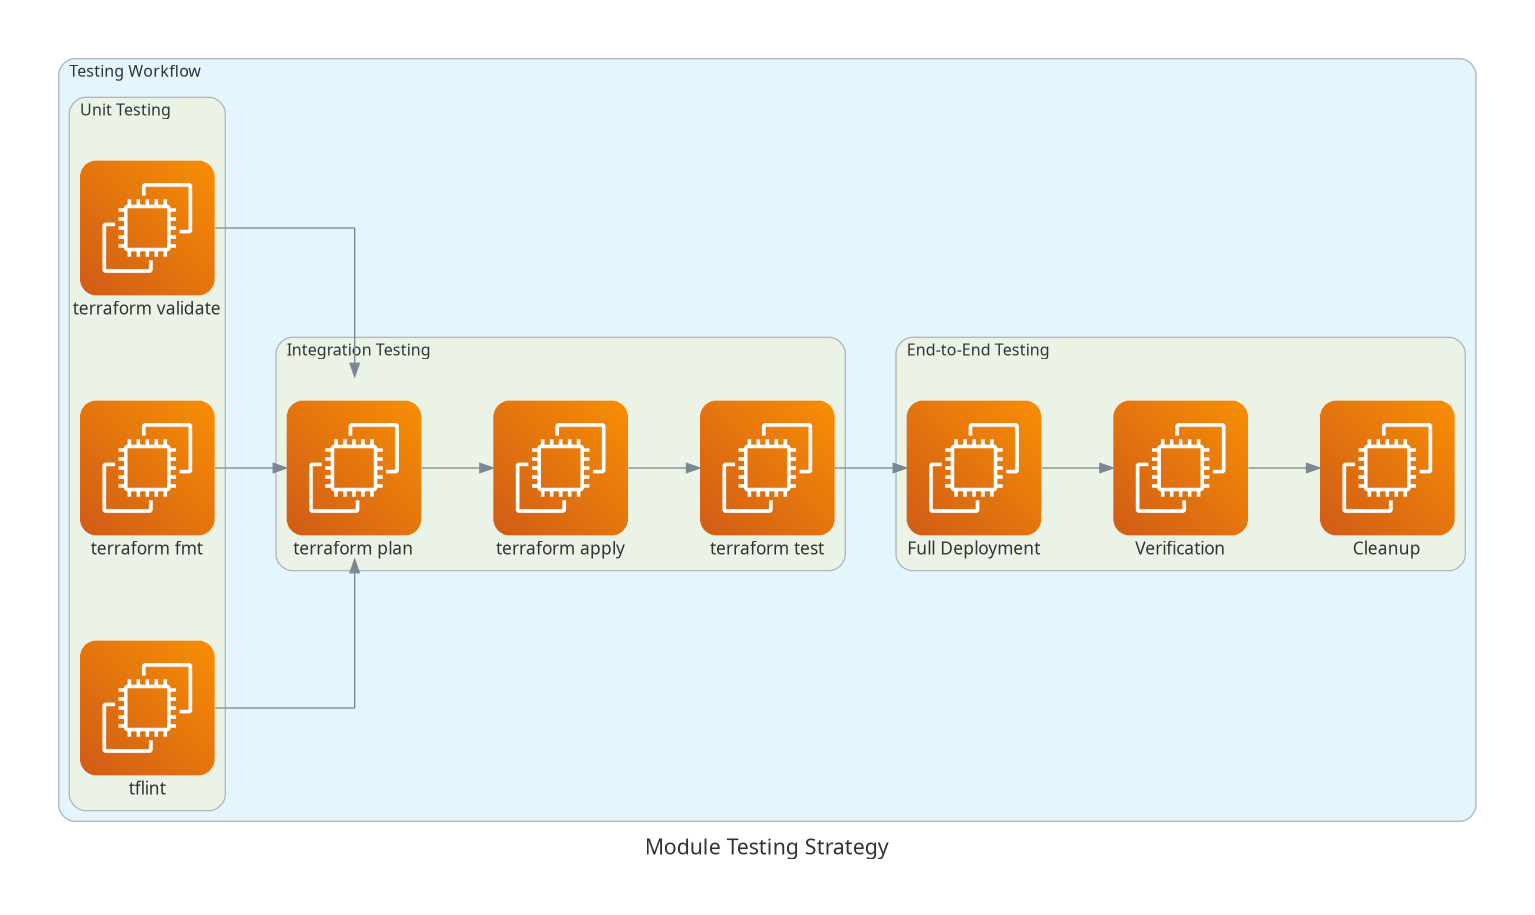 Testing Workflow
Unit Testing
terraform validate
terraform fmt
tflint
Integration Testing
terraform plan
terraform apply
terraform test
End-to-End Testing
Full Deployment
Verification
Cleanup
Module Testing Strategy